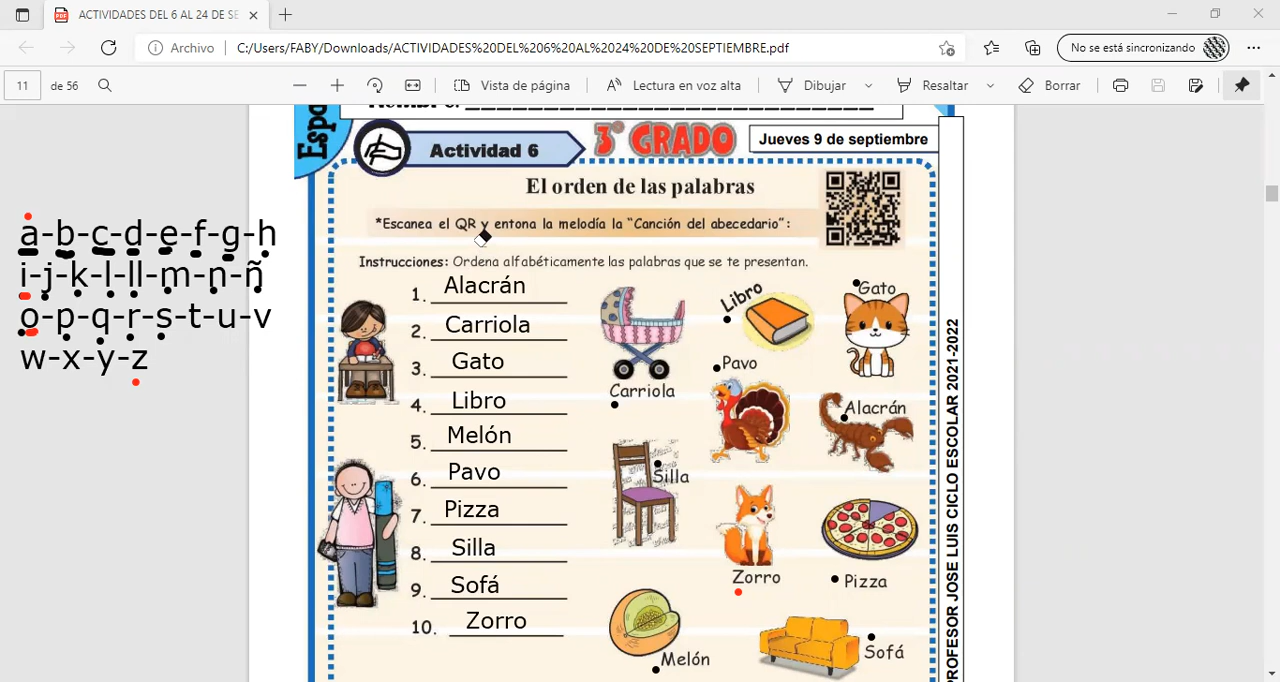 ACTIVIDADES DEL 6 AL 24 DE SE
Archivo
C:/Users/FABY/Downloads/ACTIVIDADES%20DEL%206%20AL%2024%20DE%20SEPTIEMBRE.pdf
No se está sincronizando
11 de 56
Vista de página
Lectura en voz alta
Dibujar
Resaltar
Borrar
Actividad 6
3° GRADO
Jueves 9 de septiembre
El orden de las palabras
*Escanea el QR y entona la melodía la "Canción del abecedario":
Instrucciones: Ordena alfabéticamente las palabras que se te presentan.
a-b-c-d-e-f-g-h
i-j-k-l-ll-m-n-ñ
o-p-q-r-s-t-u-v
w-x-y-z
1. Alacrán
2. Carriola
3. Gato
4. Libro
5. Melón
6. Pavo
7. Pizza
8. Silla
9. Sofá
10. Zorro
Libro
Gato
Pavo
Carriola
Alacrán
Silla
Zorro
Pizza
Melón
Sofá
PROFESOR JOSE LUIS CICLO ESCOLAR 2021-2022